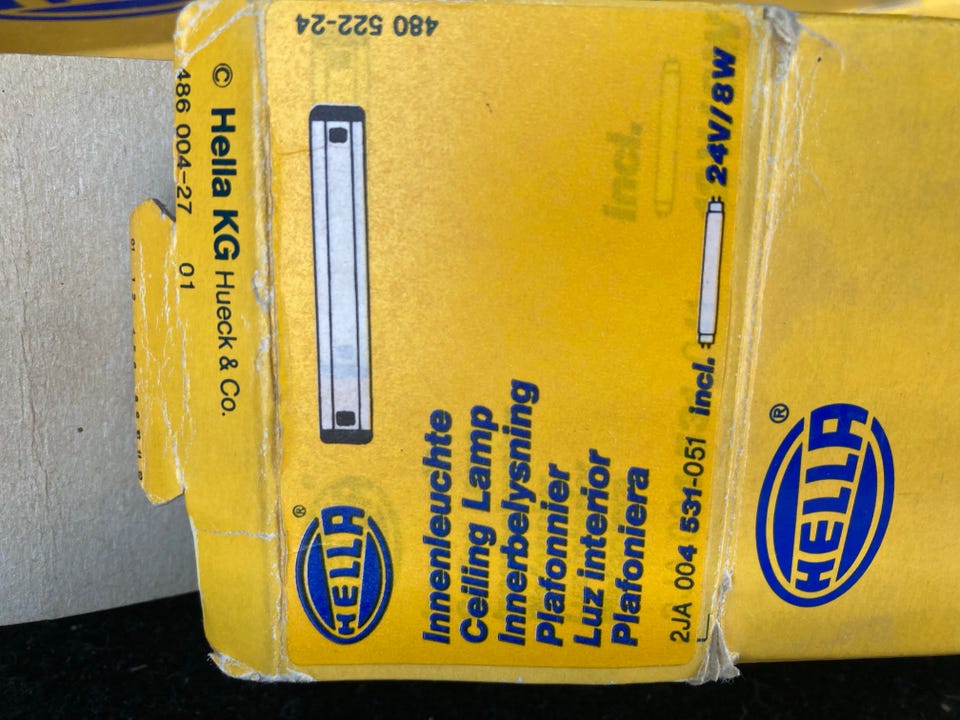 480 522-24
© Hella KG Hueck & Co.
486 004-27 01
HELLA ®
Innenleuchte
Ceiling Lamp
Innerbelysning
Plafonnier
Luz interior
Plafoniera
2JA 004 531-051 incl. 24V/8W
incl.
HELLA ®